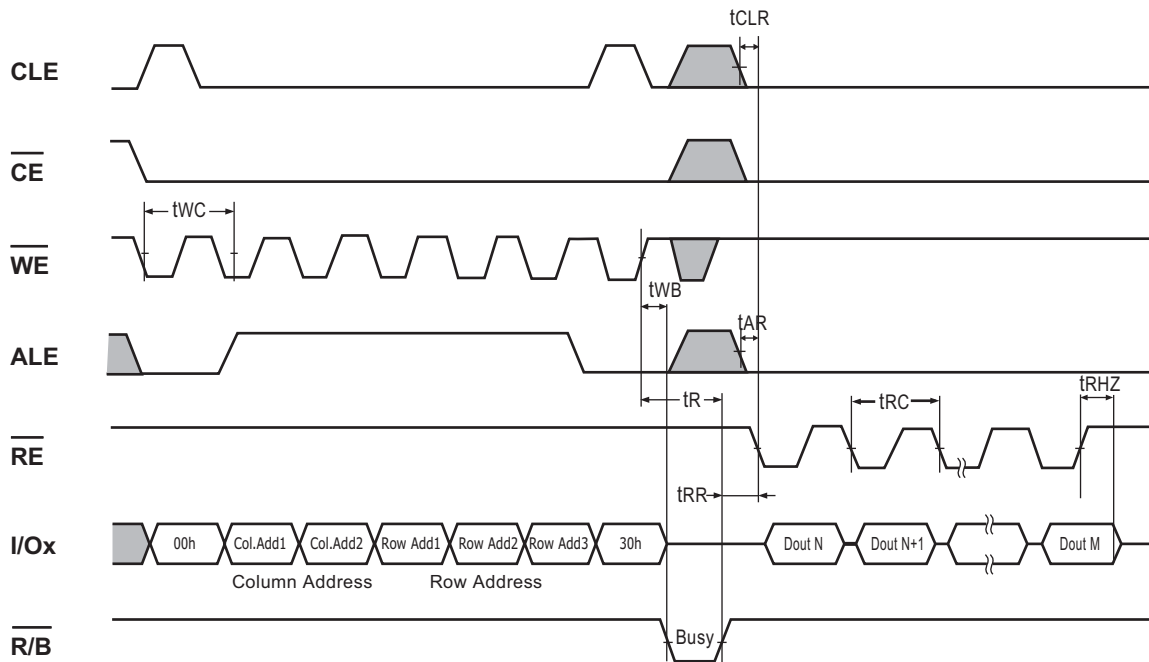 tCLR
CLE
CE
tWC
WE
tWB
tAR
ALE
tR
tRC
tRHZ
RE
tRR
I/Ox
00h Col.Add1 Col.Add2 Row Add1 Row Add2 Row Add3 30h Dout N Dout N+1 Dout M
Column Address Row Address
R/B
Busy